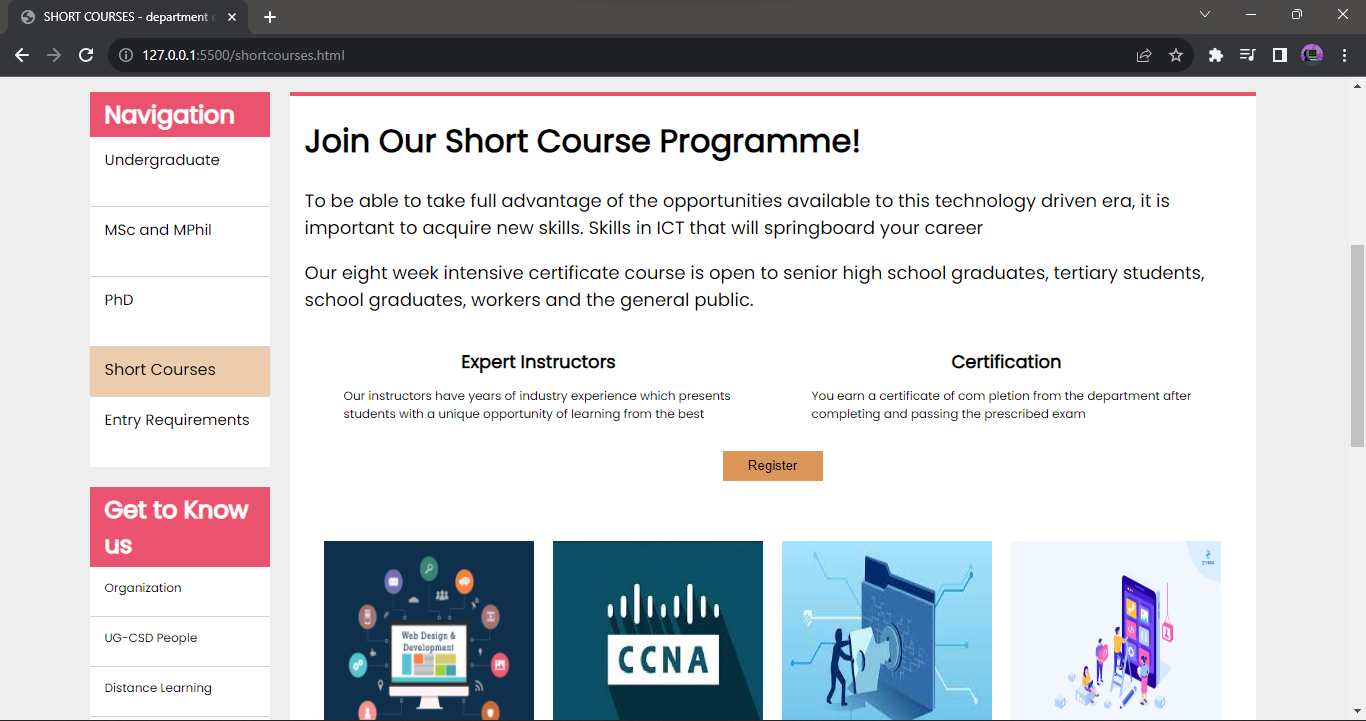 SHORT COURSES - department
127.0.0.1:5500/shortcourses.html
Navigation
Undergraduate
MSc and MPhil
PhD
Short Courses
Entry Requirements
Get to Know
us
Organization
UG-CSD People
Distance Learning
Join Our Short Course Programme!
To be able to take full advantage of the opportunities available to this technology driven era, it is
important to acquire new skills. Skills in ICT that will springboard your career
Our eight week intensive certificate course is open to senior high school graduates, tertiary students,
school graduates, workers and the general public.
Expert Instructors
Our instructors have years of industry experience which presents
students with a unique opportunity of learning from the best
Certification
You earn a certificate of com pletion from the department after
completing and passing the prescribed exam
Register
Web Design &
Development
CCNA
ZYMR